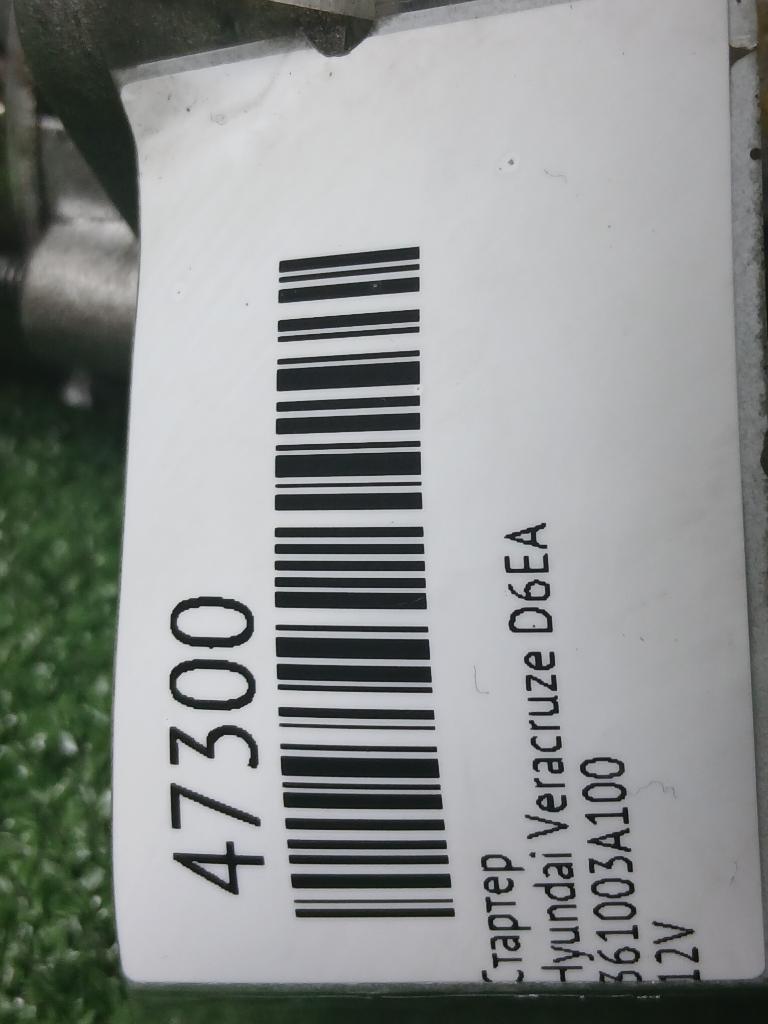 47300
Стартер
Hyundai Veracruze D6EA
361003A100
12V